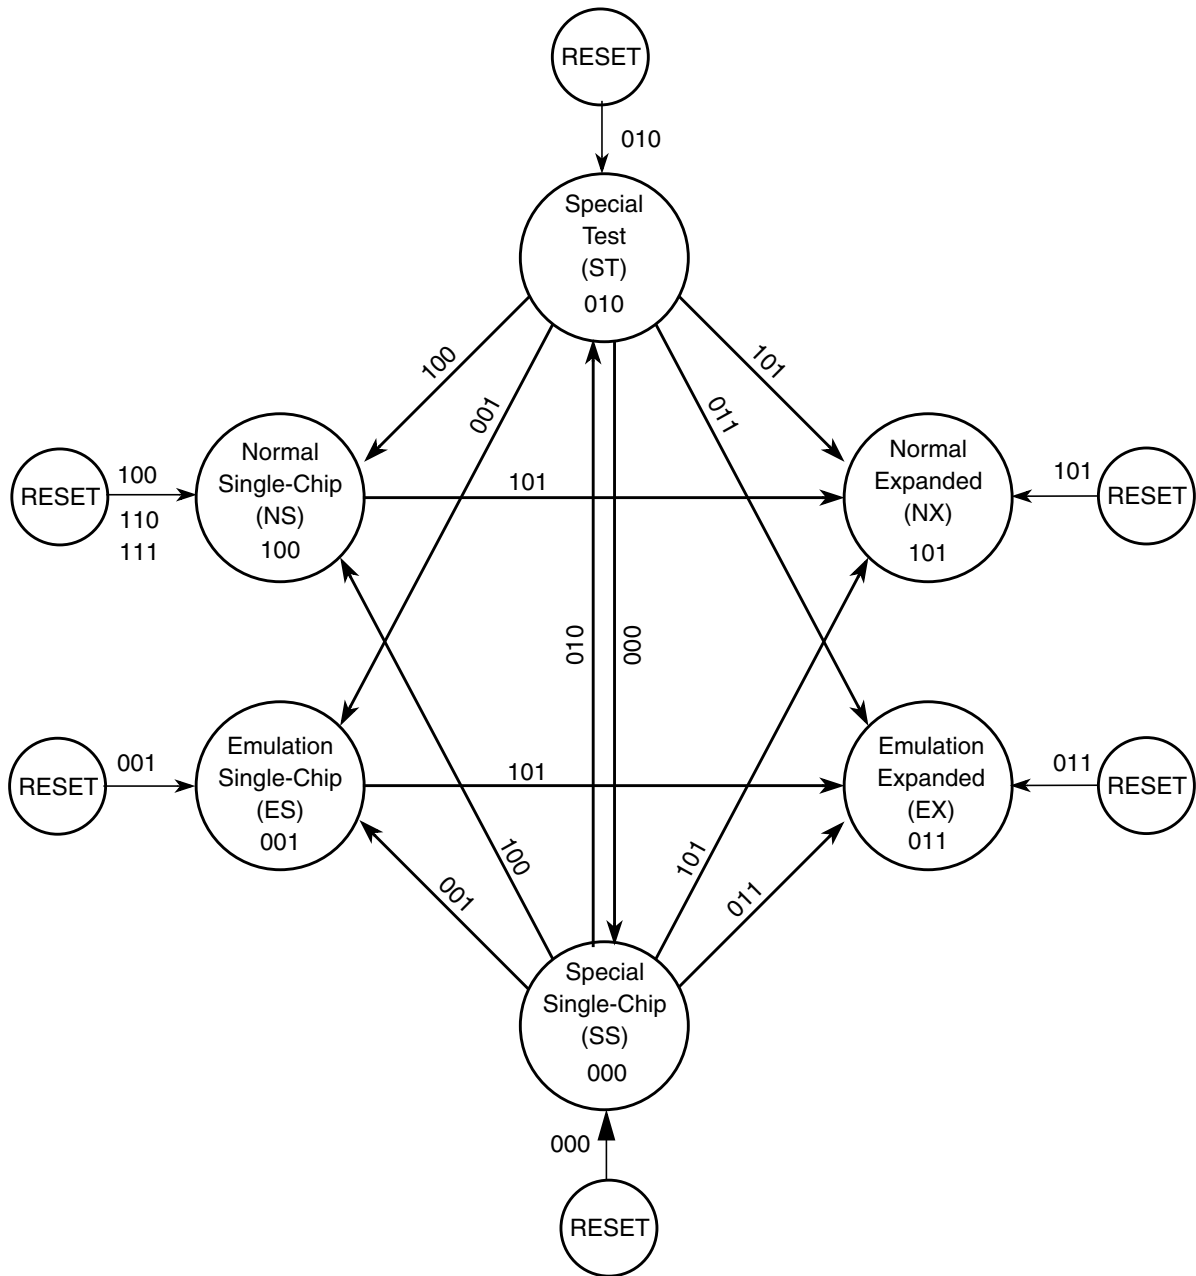 RESET
010
Special
Test
(ST)
010
100
001
101
011
Normal
Single-Chip
(NS)
100
RESET
100
110
111
101
Normal
Expanded
(NX)
101
101
RESET
010
000
Emulation
Single-Chip
(ES)
001
RESET
001
101
Emulation
Expanded
(EX)
011
011
RESET
001
100
101
011
Special
Single-Chip
(SS)
000
000
RESET